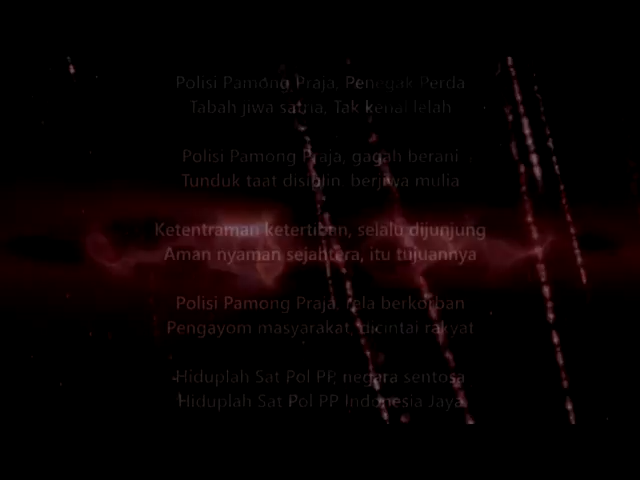 Polisi Pamong Praja, Penegak Perda
Tabah jiwa satria, Tak kenal lelah
Polisi Pamong Praja, gagah berani
Tunduk taat disiplin, berjiwa mulia
Ketentraman ketertiban, selalu dijunjung
Aman nyaman sejahtera, itu tujuannya
Polisi Pamong Praja, rela berkorban
Pengayom masyarakat, dicintai rakyat
Hiduplah Sat Pol PP, negara sentosa
Hiduplah Sat Pol PP Indonesia Jaya